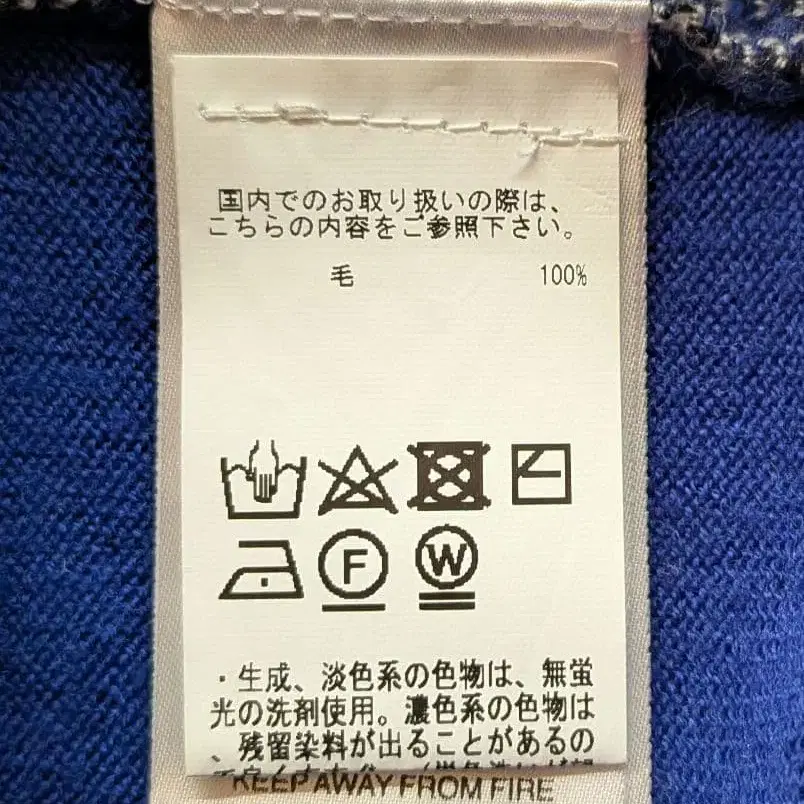 国内でのお取り扱いの際は、
こちらの内容をご参照下さい。
毛 100%
F W
・生成、淡色系の色物は、無蛍
光の洗剤使用。濃色系の色物は
、残留染料が出ることがあるの
KEEP AWAY FROM FIRE